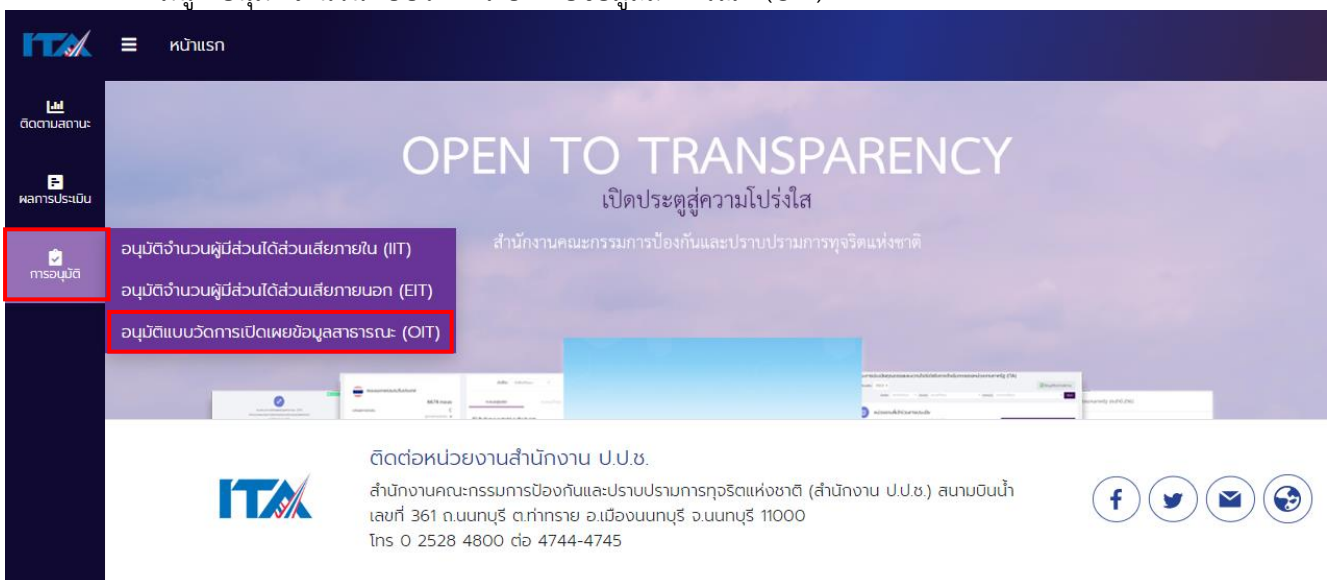 (OIT)
ITA
หน้าแรก
ติดตามสถานะ
ผลการประเมิน
การอนุมัติ
OPEN TO TRANSPARENCY
เปิดประตูสู่ความโปร่งใส
สำนักงานคณะกรรมการป้องกันและปราบปรามการทุจริตแห่งชาติ
อนุมัติจำนวนผู้มีส่วนได้ส่วนเสียภายใน (IIT)
อนุมัติจำนวนผู้มีส่วนได้ส่วนเสียภายนอก (EIT)
อนุมัติแบบวัดการเปิดเผยข้อมูลสาธารณะ (OIT)
ITA
ติดต่อหน่วยงานสำนักงาน ป.ป.ช.
สำนักงานคณะกรรมการป้องกันและปราบปรามการทุจริตแห่งชาติ (สำนักงาน ป.ป.ช.) สนามบินน้ำ
เลขที่ 361 ถ.นนทบุรี ต.ท่าทราย อ.เมืองนนทบุรี จ.นนทบุรี 11000
โทร 0 2528 4800 ต่อ 4744-4745